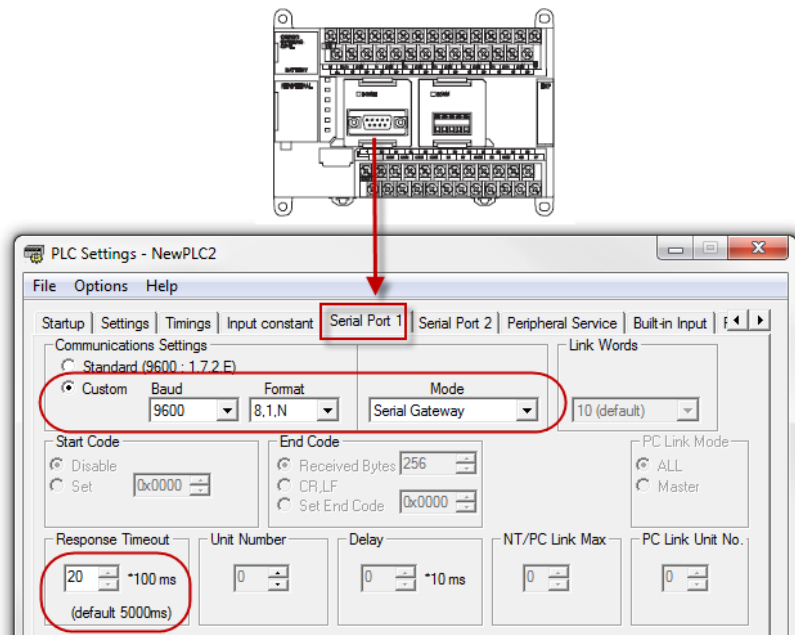 BATTERY
PERIPHERAL
EXP
PLC Settings - NewPLC2
File Options Help
Startup Settings Timings Input constant Serial Port 1 Serial Port 2 Peripheral Service Built-in Input
Communications Settings Link Words
Standard (9600 ; 1,7,2,E)
Custom Baud Format Mode
9600 8,1,N Serial Gateway 10 (default)
Start Code End Code PC Link Mode
Disable Received Bytes 256 ALL
Set 0x0000 CR,LF Master
Set End Code 0x0000
Response Timeout Unit Number Delay NT/PC Link Max PC Link Unit No.
20 *100 ms 0 0 *10 ms 0 0
(default 5000ms)